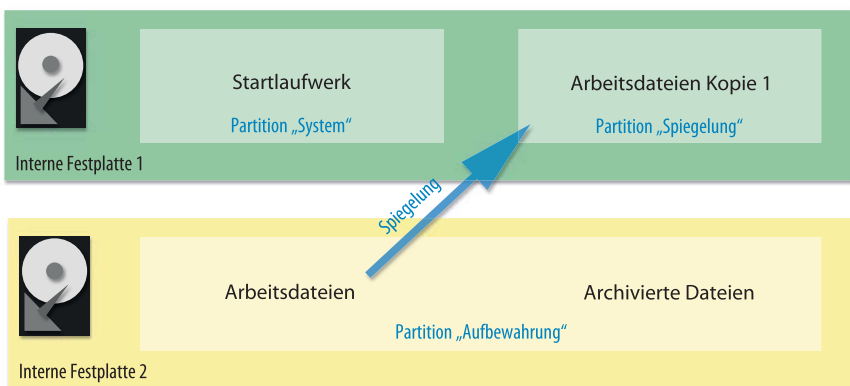 Startlaufwerk
Partition „System“
Arbeitsdateien Kopie 1
Partition „Spiegelung“
Interne Festplatte 1
Spiegelung
Arbeitsdateien
Archivierte Dateien
Partition „Aufbewahrung“
Interne Festplatte 2